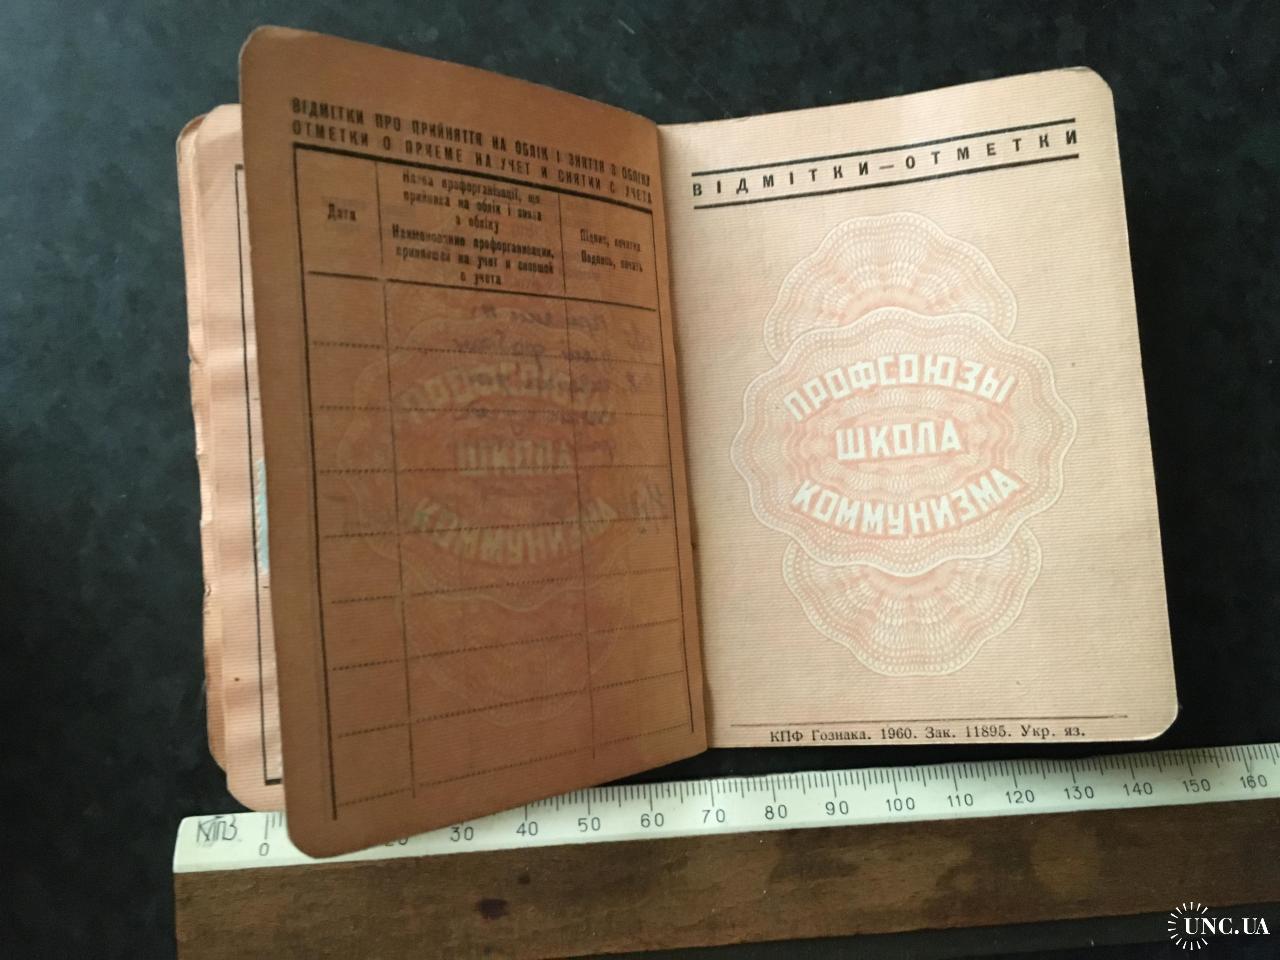 ВІДМІТКИ ПРО ПРИЙНЯТТЯ НА ОБЛІК І ЗНЯТТЯ З ОБЛІКУ
ОТМЕТКИ О ПРИЕМЕ НА УЧЕТ И СНЯТИИ С УЧЕТА
Дата
Назва профорганізації, що
прийняла на облік і зняла
з обліку
Наименование профорганизации,
принявшей на учет и снявшей
с учета
Підпис, печатка
Подпись, печать
ШКОЛА
ВІДМІТКИ—ОТМЕТКИ
ПРОФСОЮЗЫ
ШКОЛА
КОММУНИЗМА
КПФ Гознака. 1960. Зак. 11895. Укр. яз.
0
20 30 40 50 60 70 80 90 100 110 120 130 140 150 160
UNC.UA